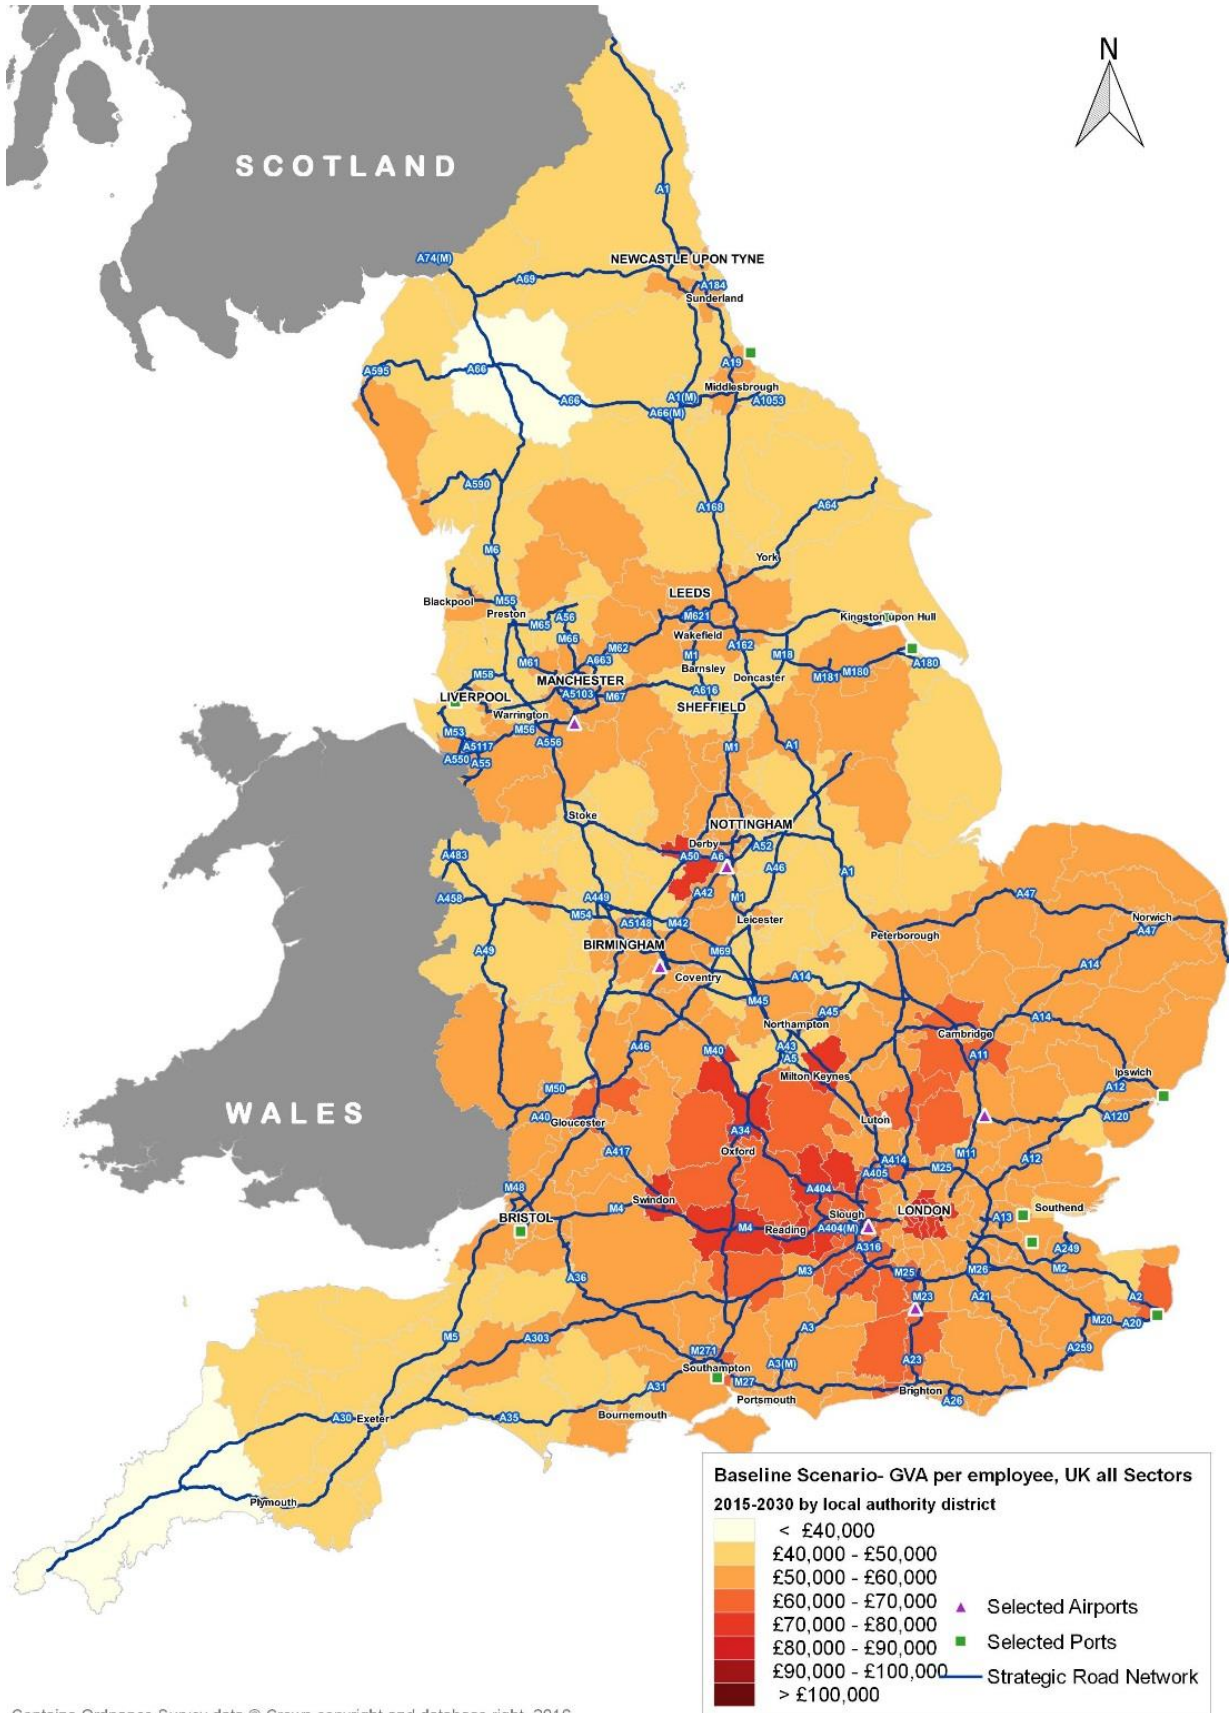 N
SCOTLAND
A1
A74(M)
NEWCASTLE UPON TYNE
A69
A184
Sunderland
A19
A595
A66
Middlesbrough
A66
A1(M)
A1053
A66(M)
A590
A168
A64
M6
York
LEEDS
Blackpool
M55
Preston
A56
M621
Kingston upon Hull
M65
Wakefield
M66
A162
M62
M18
M1
M61
A663
Barnsley
A180
M58
MANCHESTER
M181
M180
Doncaster
A616
LIVERPOOL
A5103
M67
SHEFFIELD
Warrington
M53
M56
A556
A5117
M1
A1
A550
A55
Stoke
NOTTINGHAM
Derby
A52
A483
A50
A6
A46
A1
A458
A449
A42
M1
A47
M54
A5148
M42
Leicester
Norwich
A47
BIRMINGHAM
Peterborough
A49
M69
A14
Coventry
A14
M45
A45
A14
Northampton
Cambridge
A46
M40
A43
A5
A11
Milton Keynes
Ipswich
M50
A12
A40
Gloucester
Luton
A120
WALES
A34
A417
Oxford
M11
A12
A414
M25
A405
M48
Swindon
A404
BRISTOL
M4
Slough
LONDON
Southend
M4
Reading
A404(M)
A13
A316
A249
M3
M25
M26
M2
A36
M23
A21
A2
M20
A20
M5
A303
A3
A259
M271
A3(M)
A23
Southampton
M27
A31
Portsmouth
Brighton
A26
A30
Exeter
A35
Bournemouth
Plymouth
Baseline Scenario- GVA per employee, UK all Sectors
2015-2030 by local authority district
< £40,000
£40,000 - £50,000
£50,000 - £60,000
£60,000 - £70,000
£70,000 - £80,000
£80,000 - £90,000
£90,000 - £100,000
> £100,000
Selected Airports
Selected Ports
Strategic Road Network